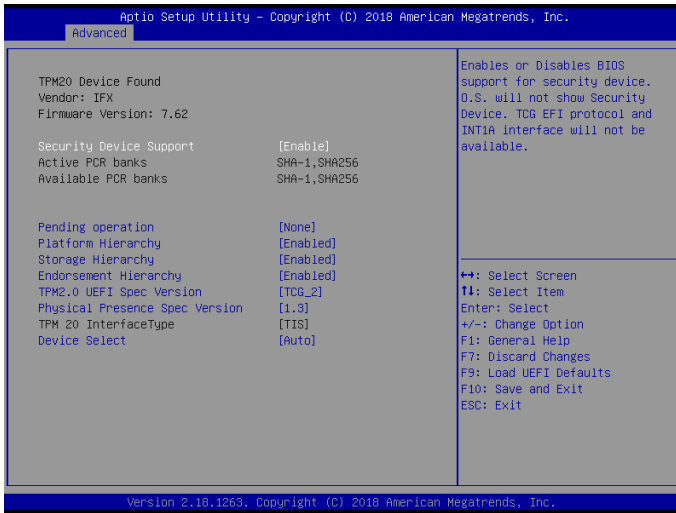 Aptio Setup Utility – Copyright (C) 2018 American Megatrends, Inc.
Advanced
TPM20 Device Found
Vendor: IFX
Firmware Version: 7.62
Security Device Support [Enable]
Active PCR banks SHA-1,SHA256
Available PCR banks SHA-1,SHA256
Pending operation [None]
Platform Hierarchy [Enabled]
Storage Hierarchy [Enabled]
Endorsement Hierarchy [Enabled]
TPM2.0 UEFI Spec Version [TCG_2]
Physical Presence Spec Version [1.3]
TPM 20 InterfaceType [TIS]
Device Select [Auto]
Enables or Disables BIOS
support for security device.
O.S. will not show Security
Device. TCG EFI protocol and
INT1A interface will not be
available.
↔: Select Screen
↑↓: Select Item
Enter: Select
+/-: Change Option
F1: General Help
F7: Discard Changes
F9: Load UEFI Defaults
F10: Save and Exit
ESC: Exit
Version 2.18.1263. Copyright (C) 2018 American Megatrends, Inc.